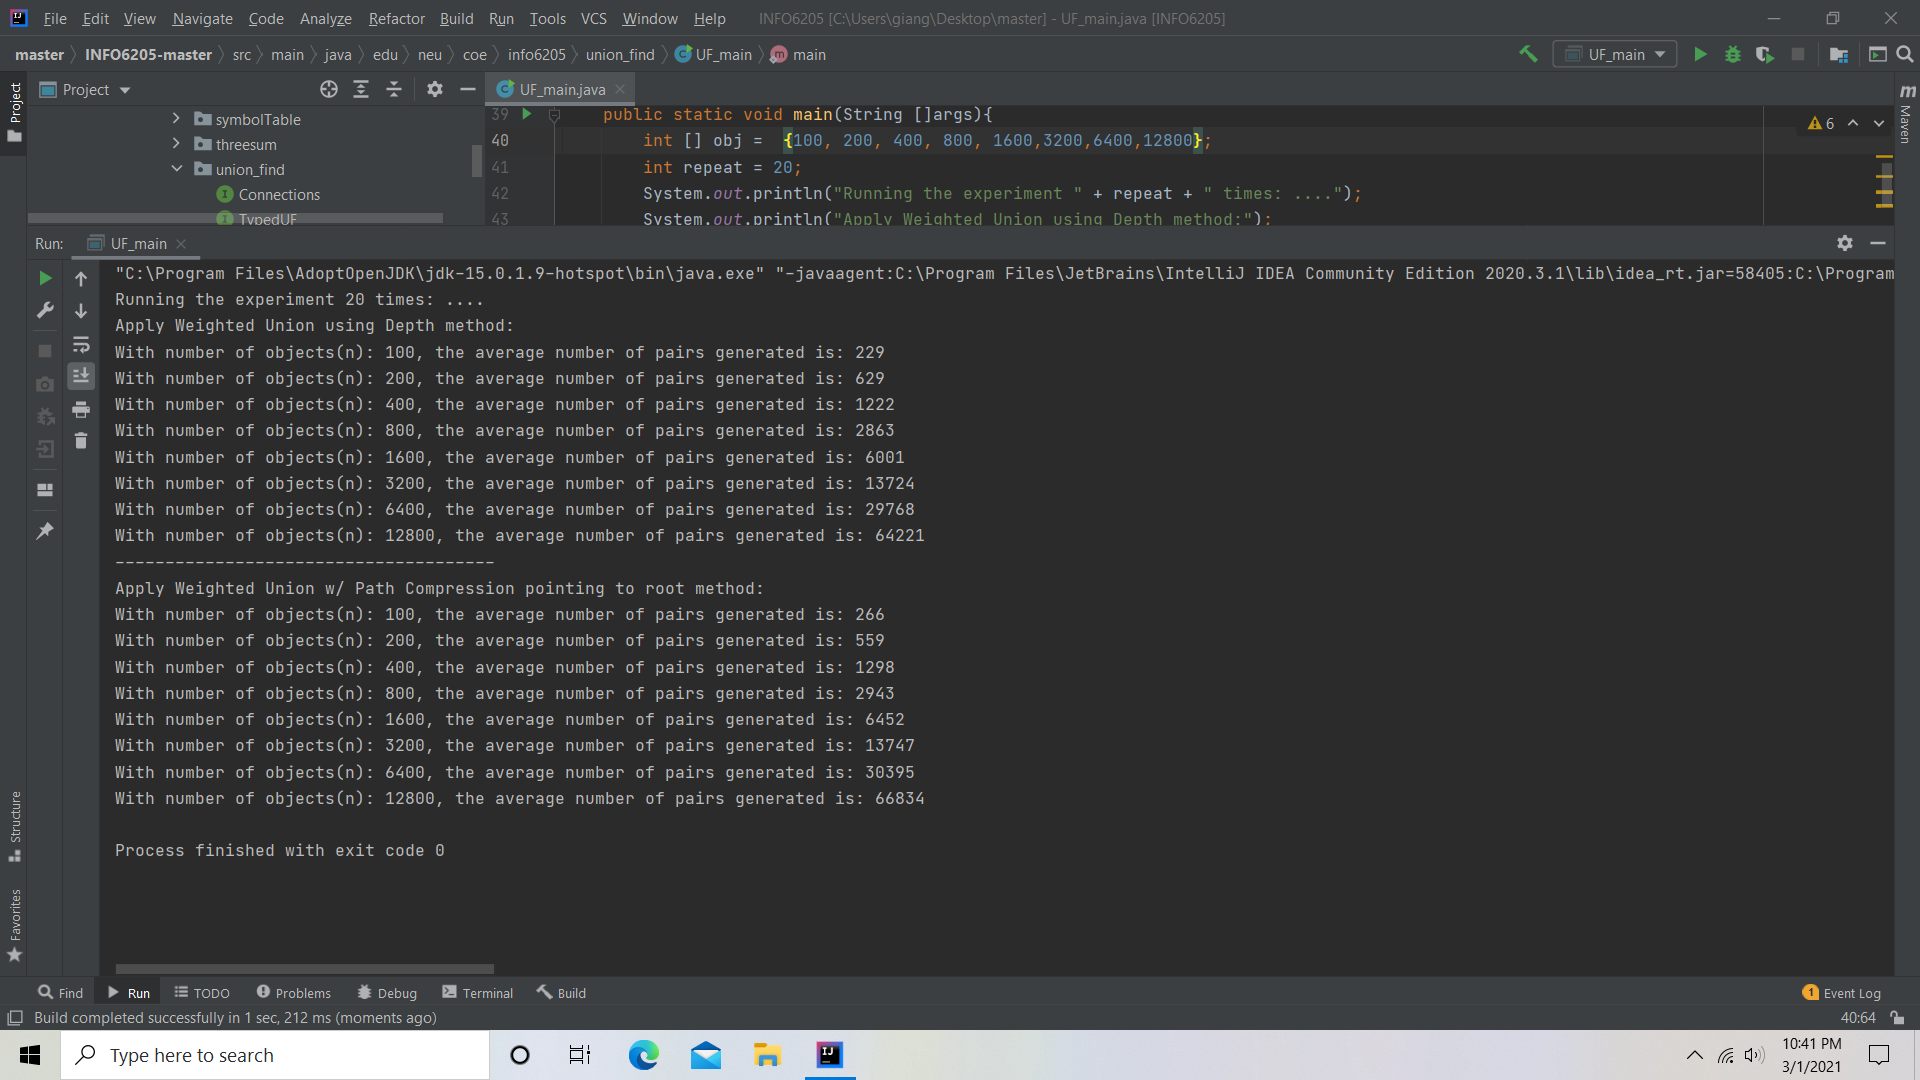 File Edit View Navigate Code Analyze Refactor Build Run Tools VCS Window Help INFO6205 [C:\Users\giang\Desktop\master] - UF_main.java [INFO6205]
master INFO6205-master src main java edu neu coe info6205 union_find UF_main main UF_main
Project
Project
UF_main.java
Maven
symbolTable
threesum
union_find
Connections
TypedUF
39 public static void main(String []args){
40 int [] obj = {100, 200, 400, 800, 1600,3200,6400,12800};
41 int repeat = 20;
42 System.out.println("Running the experiment " + repeat + " times: ....");
43 System.out.println("Apply Weighted Union using Depth method:");
6
Run: UF_main
"C:\Program Files\AdoptOpenJDK\jdk-15.0.1.9-hotspot\bin\java.exe" "-javaagent:C:\Program Files\JetBrains\IntelliJ IDEA Community Edition 2020.3.1\lib\idea_rt.jar=58405:C:\Program
Running the experiment 20 times: ....
Apply Weighted Union using Depth method:
With number of objects(n): 100, the average number of pairs generated is: 229
With number of objects(n): 200, the average number of pairs generated is: 629
With number of objects(n): 400, the average number of pairs generated is: 1222
With number of objects(n): 800, the average number of pairs generated is: 2863
With number of objects(n): 1600, the average number of pairs generated is: 6001
With number of objects(n): 3200, the average number of pairs generated is: 13724
With number of objects(n): 6400, the average number of pairs generated is: 29768
With number of objects(n): 12800, the average number of pairs generated is: 64221
--------------------------------------
Apply Weighted Union w/ Path Compression pointing to root method:
With number of objects(n): 100, the average number of pairs generated is: 266
With number of objects(n): 200, the average number of pairs generated is: 559
With number of objects(n): 400, the average number of pairs generated is: 1298
With number of objects(n): 800, the average number of pairs generated is: 2943
With number of objects(n): 1600, the average number of pairs generated is: 6452
With number of objects(n): 3200, the average number of pairs generated is: 13747
With number of objects(n): 6400, the average number of pairs generated is: 30395
With number of objects(n): 12800, the average number of pairs generated is: 66834
Process finished with exit code 0
Structure
Favorites
Find Run TODO Problems Debug Terminal Build 1 Event Log
Build completed successfully in 1 sec, 212 ms (moments ago) 40:64
Type here to search
10:41 PM
3/1/2021